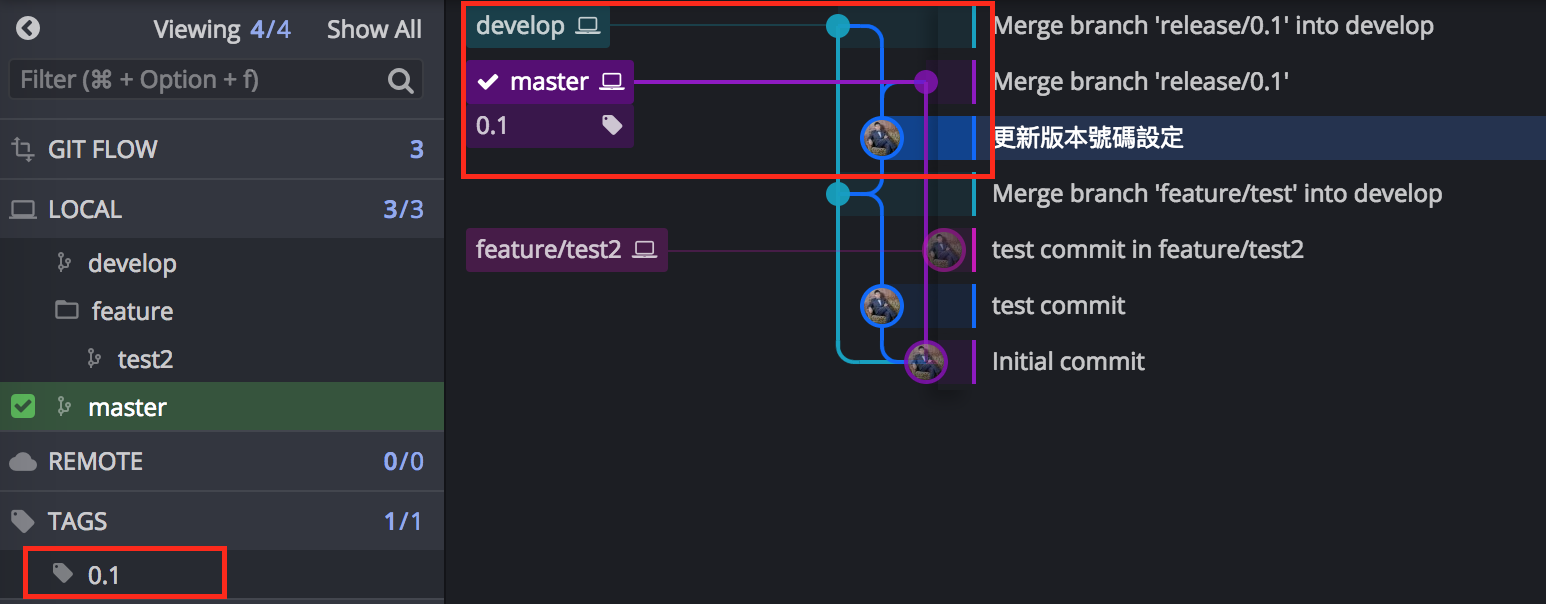 Viewing 4/4 Show All
Filter (⌘ + Option + f)
GIT FLOW 3
LOCAL 3/3
develop
feature
test2
master
REMOTE 0/0
TAGS 1/1
0.1
develop Merge branch 'release/0.1' into develop
master Merge branch 'release/0.1'
0.1
更新版本號碼設定
Merge branch 'feature/test' into develop
feature/test2 test commit in feature/test2
test commit
Initial commit